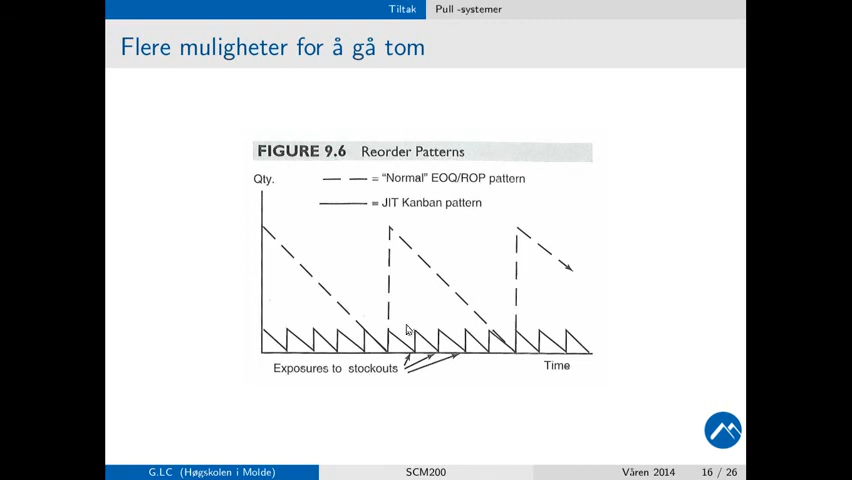 Tiltak Pull -systemer
Flere muligheter for å gå tom
FIGURE 9.6 Reorder Patterns
Qty.
= "Normal" EOQ/ROP pattern
= JIT Kanban pattern
Exposures to stockouts
Time
G.LC (Høgskolen i Molde) SCM200 Våren 2014 16 / 26